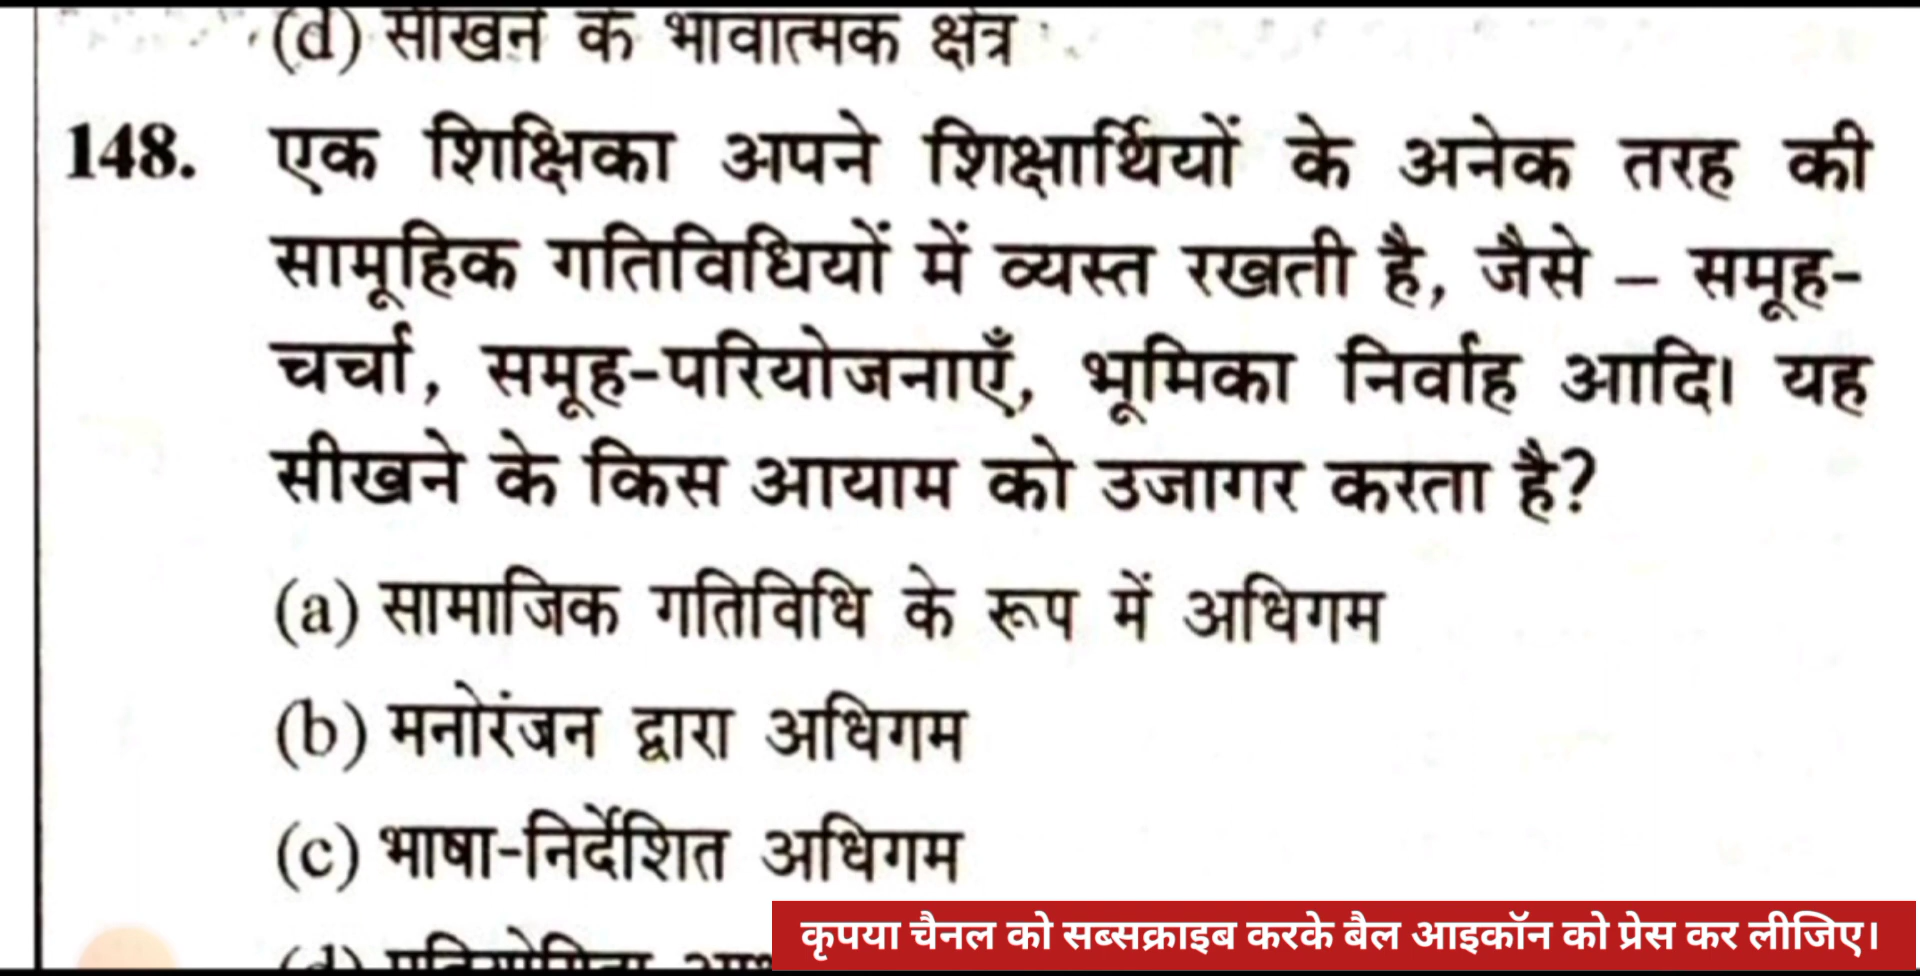 (d) सीखने के भावात्मक क्षेत्र
148. एक शिक्षिका अपने शिक्षार्थियों के अनेक तरह की
सामूहिक गतिविधियों में व्यस्त रखती है, जैसे – समूह-
चर्चा, समूह-परियोजनाएँ, भूमिका निर्वाह आदि। यह
सीखने के किस आयाम को उजागर करता है?
(a) सामाजिक गतिविधि के रूप में अधिगम
(b) मनोरंजन द्वारा अधिगम
(c) भाषा-निर्देशित अधिगम
(d) प्रतियोगिता
कृपया चैनल को सब्सक्राइब करके बैल आइकॉन को प्रेस कर लीजिए।